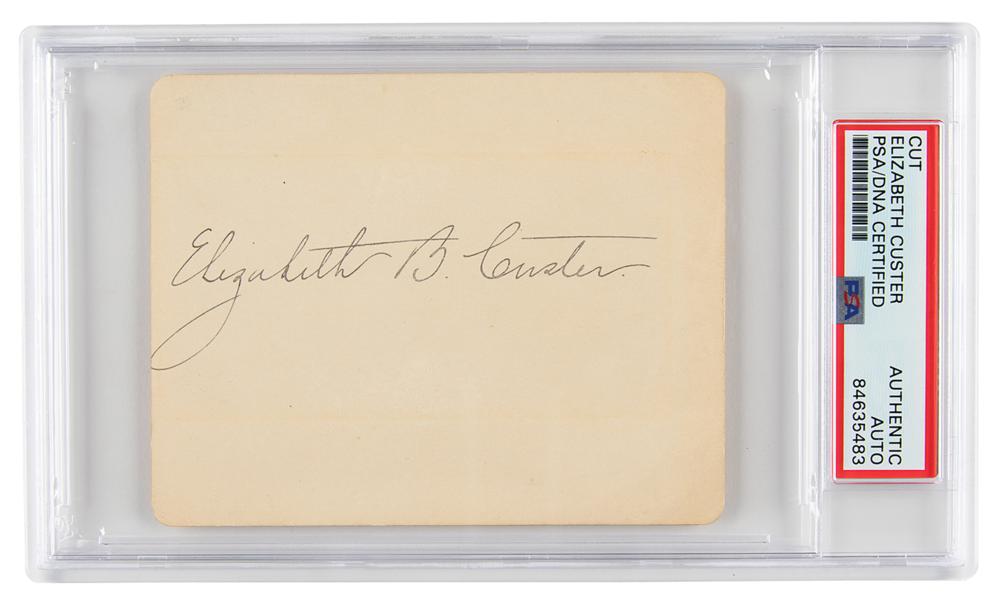 Elizabeth B. Custer.
CUT
ELIZABETH CUSTER
PSA/DNA CERTIFIED
PSA
AUTHENTIC
AUTO
84635483